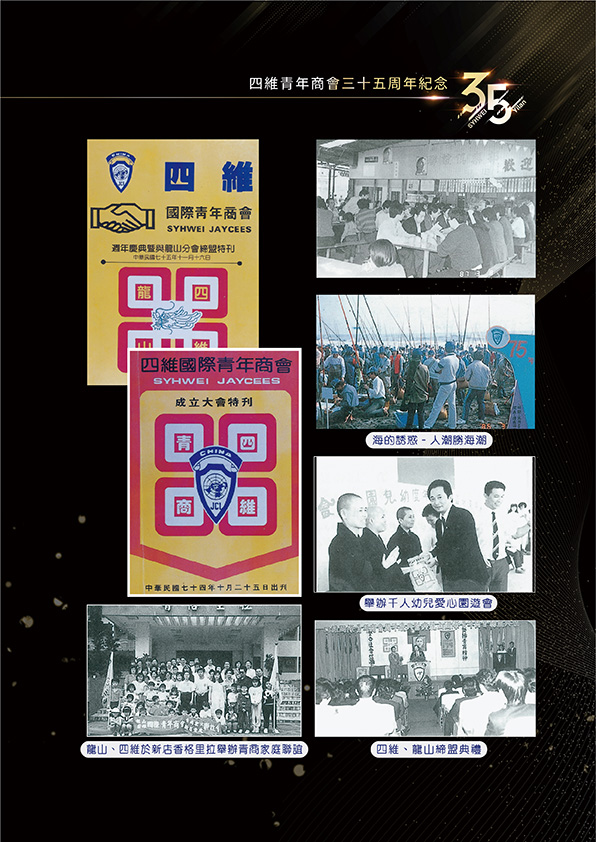 四維青年商會三十五周年紀念
35
SYHWEI
Yilan
CHINA
JCI
四維
國際青年商會
SYHWEI JAYCEES
週年慶典暨與龍山分會締盟特刊
中華民國七十五年十一月十六日
龍 四
山 維
四維國際青年商會
SYHWEI JAYCEES
成立大會特刊
青 四
商 維
CHINA
JCI
中華民國七十四年十月二十五日出刊
歡迎
75
海的誘惑－人潮勝海潮
舉辦千人幼兒愛心園遊會
龍山、四維於新店香格里拉舉辦青商家庭聯誼
四維、龍山締盟典禮